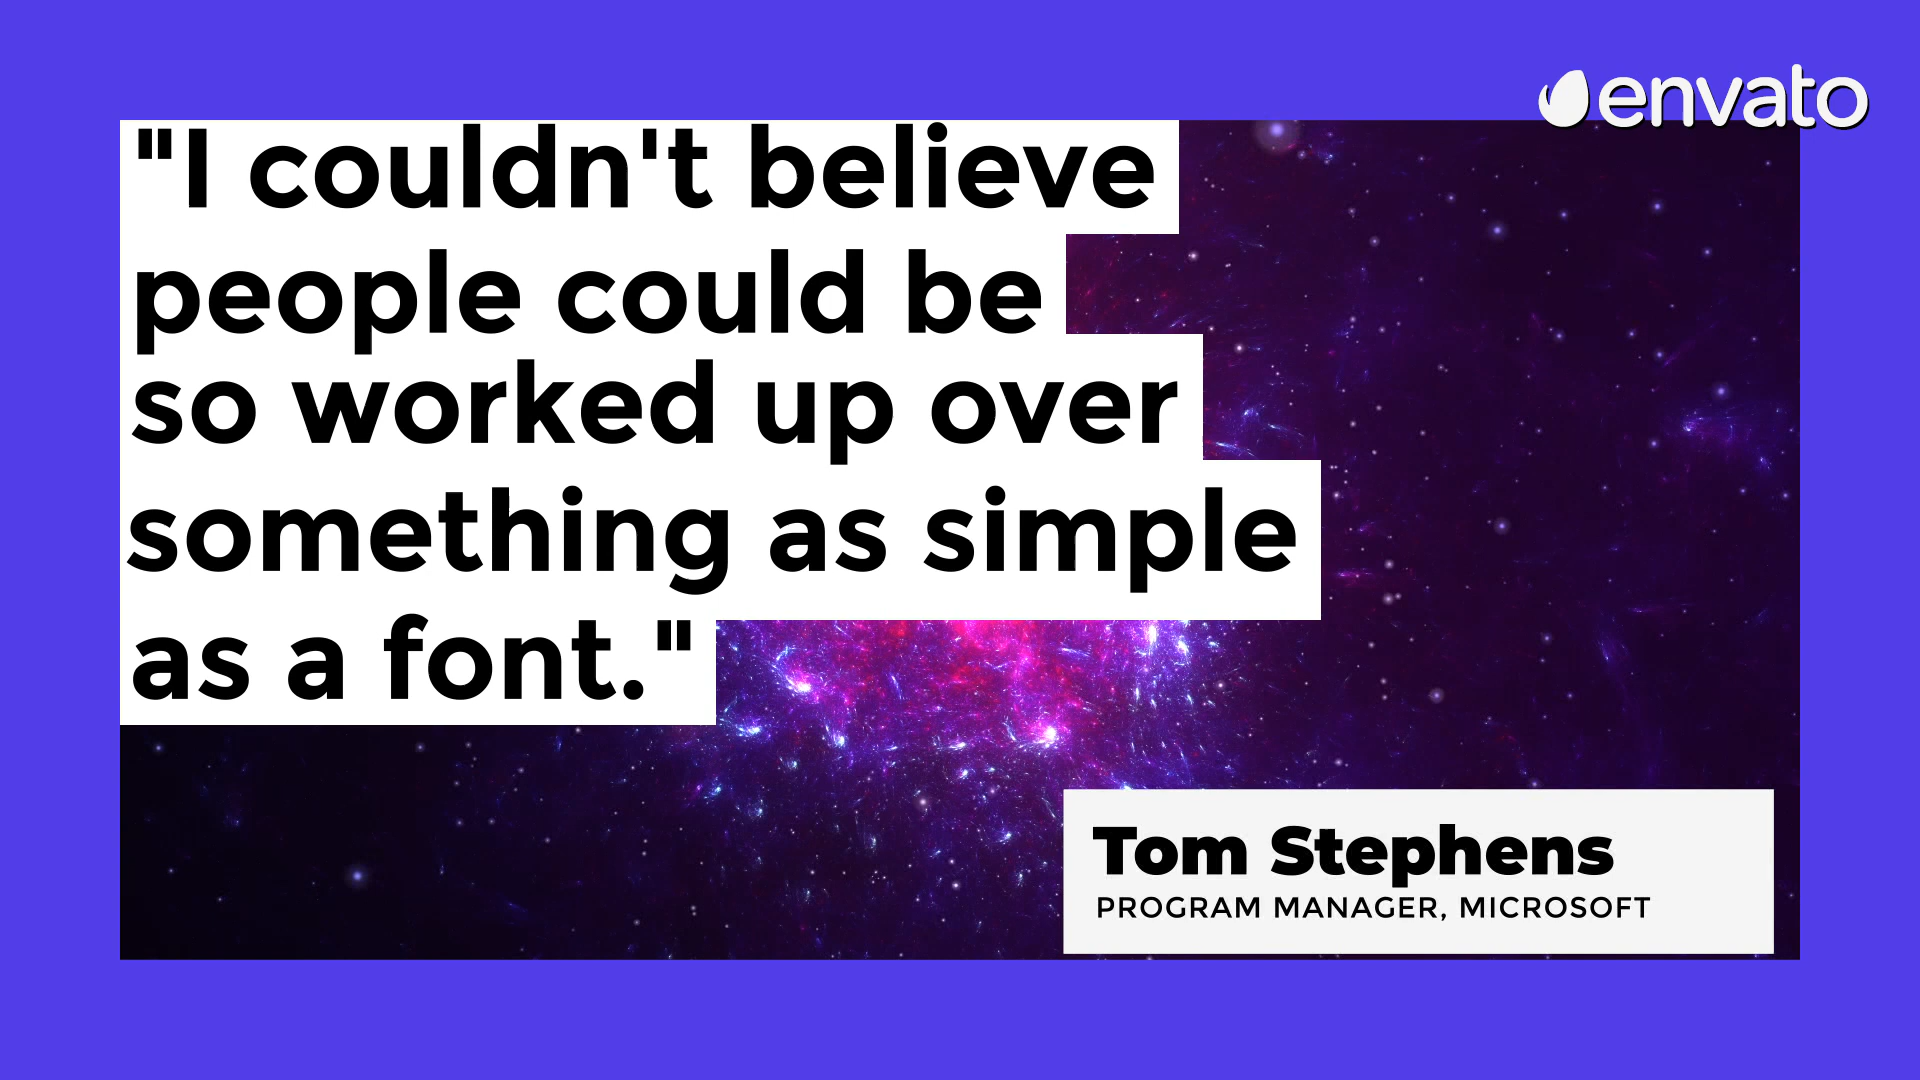 envato
"I couldn't believe
people could be
so worked up over
something as simple
as a font."
Tom Stephens
PROGRAM MANAGER, MICROSOFT